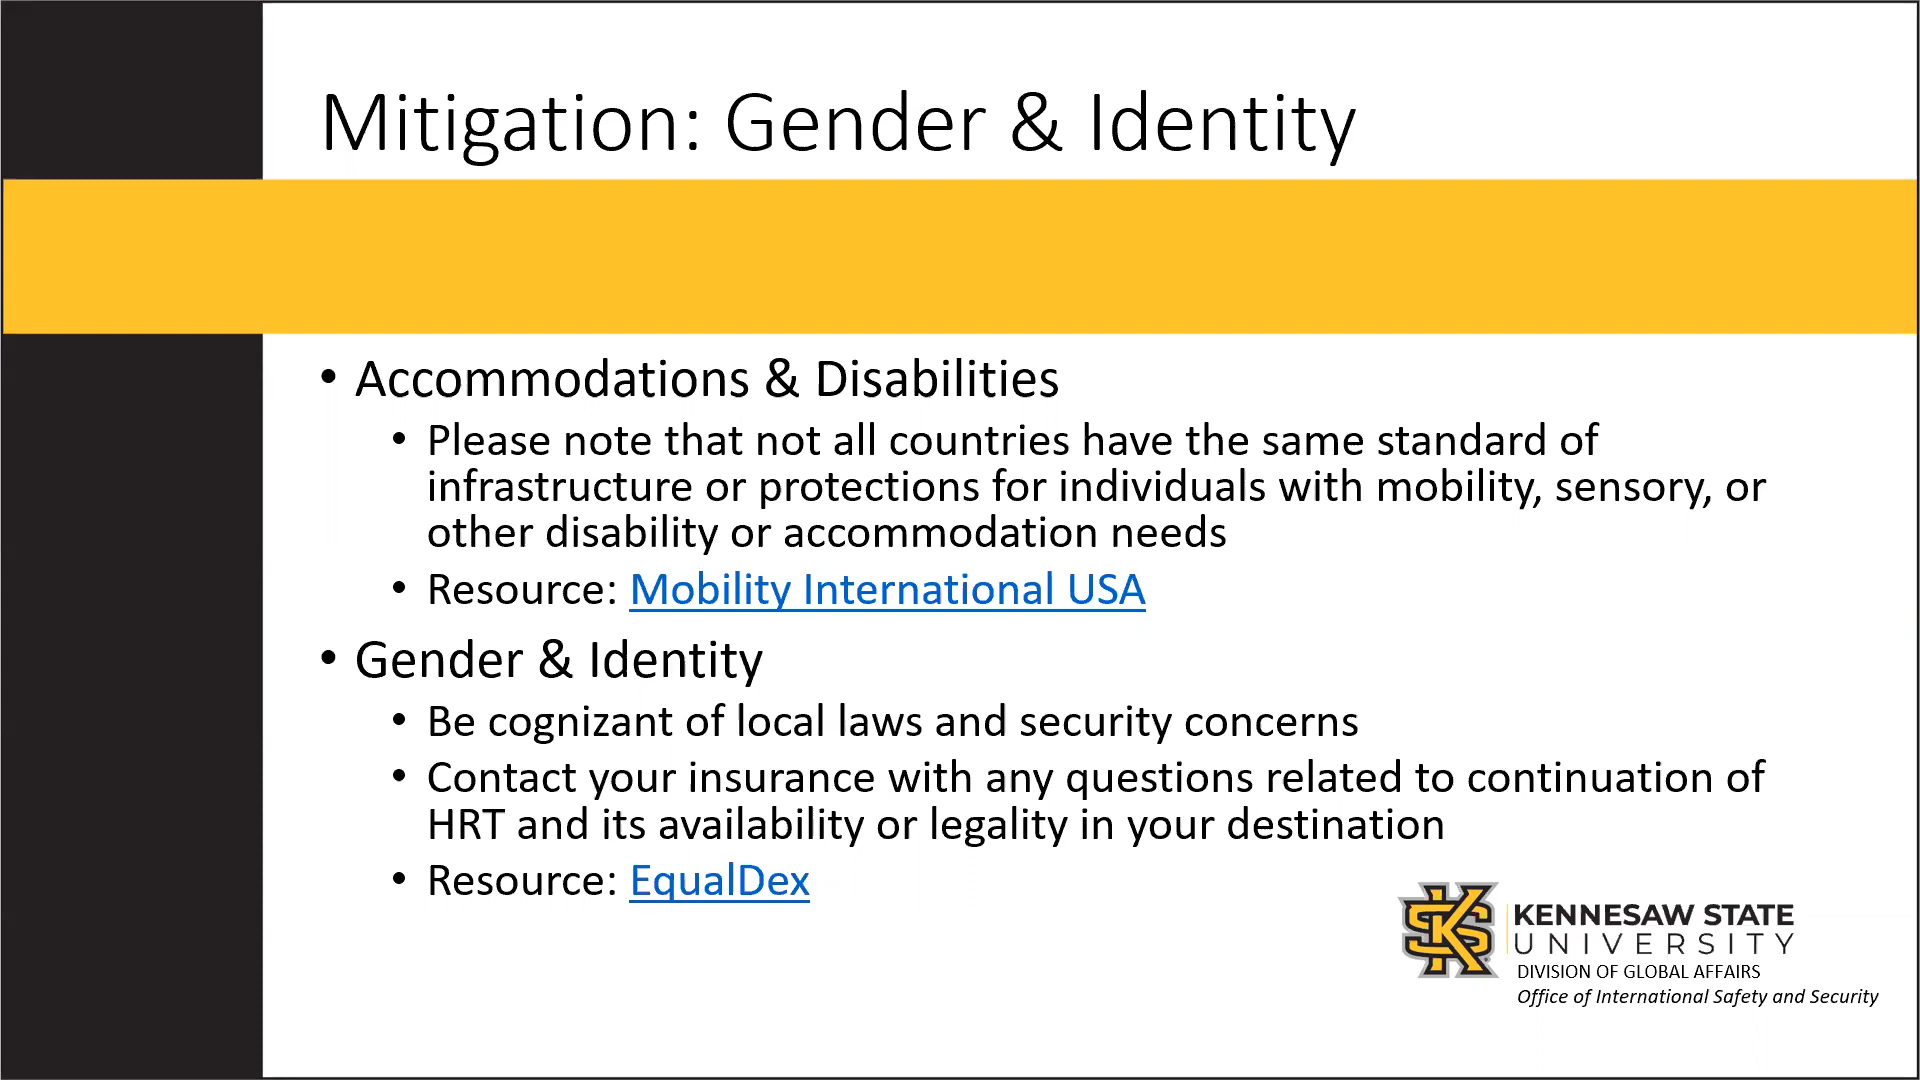 Mitigation: Gender & Identity
• Accommodations & Disabilities
• Please note that not all countries have the same standard of
infrastructure or protections for individuals with mobility, sensory, or
other disability or accommodation needs
• Resource: Mobility International USA
• Gender & Identity
• Be cognizant of local laws and security concerns
• Contact your insurance with any questions related to continuation of
HRT and its availability or legality in your destination
• Resource: EqualDex
KS
KENNESAW STATE
UNIVERSITY
DIVISION OF GLOBAL AFFAIRS
Office of International Safety and Security